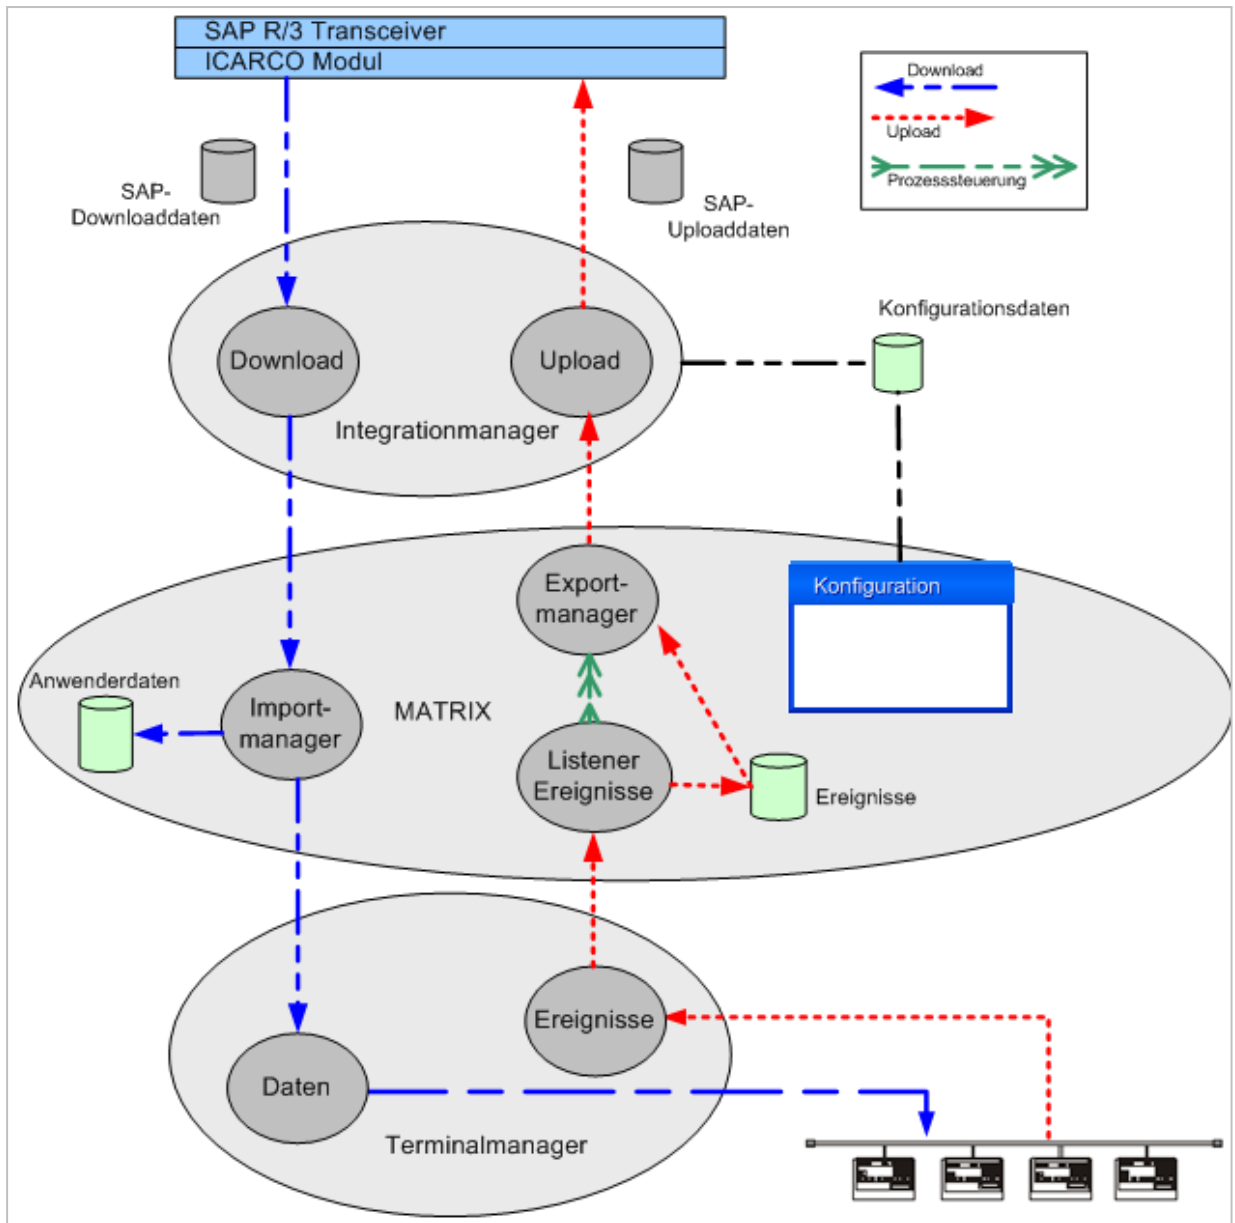 SAP R/3 Transceiver
ICARCO Modul
Download
Upload
Prozesssteuerung
SAP-
Downloaddaten
SAP-
Uploaddaten
Konfigurationsdaten
Download
Upload
Integrationmanager
Export-
manager
Konfiguration
Anwenderdaten
Import-
manager
MATRIX
Listener
Ereignisse
Ereignisse
Ereignisse
Daten
Terminalmanager